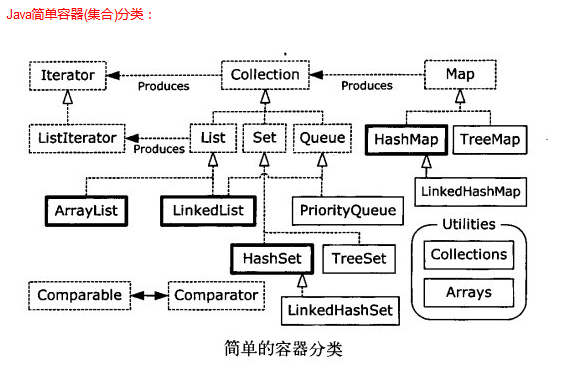 Java简单容器(集合)分类：
Iterator
Produces
Collection
Produces
Map
ListIterator
Produces
List
Set
Queue
HashMap
TreeMap
ArrayList
LinkedList
PriorityQueue
LinkedHashMap
Utilities
Collections
Arrays
HashSet
TreeSet
Comparable
Comparator
LinkedHashSet
简单的容器分类